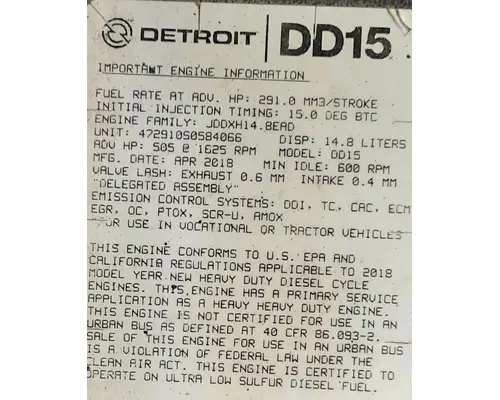 DETROIT DD15
IMPORTANT ENGINE INFORMATION
FUEL RATE AT ADV. HP: 291.0 MM3/STROKE
INITIAL INJECTION TIMING: 15.0 DEG BTC
ENGINE FAMILY: JDDXH14.8EAD
UNIT: 472910S0584066 DISP: 14.8 LITERS
ADV HP: 505 @ 1625 RPM MODEL: DD15
MFG. DATE: APR 2018 MIN IDLE: 600 RPM
VALVE LASH: EXHAUST 0.6 MM INTAKE 0.4 MM
"DELEGATED ASSEMBLY"
EMISSION CONTROL SYSTEMS: DDI, TC, CAC, ECM
EGR, OC, PTOX, SCR-U, AMOX
FOR USE IN VOCATIONAL OR TRACTOR VEHICLES
THIS ENGINE CONFORMS TO U.S. EPA AND
CALIFORNIA REGULATIONS APPLICABLE TO 2018
MODEL YEAR NEW HEAVY DUTY DIESEL CYCLE
ENGINES. THIS ENGINE HAS A PRIMARY SERVICE
APPLICATION AS A HEAVY HEAVY DUTY ENGINE.
THIS ENGINE IS NOT CERTIFIED FOR USE IN AN
URBAN BUS AS DEFINED AT 40 CFR 86.093-2.
SALE OF THIS ENGINE FOR USE IN AN URBAN BUS
IS A VIOLATION OF FEDERAL LAW UNDER THE
CLEAN AIR ACT. THIS ENGINE IS CERTIFIED TO
OPERATE ON ULTRA LOW SULFUR DIESEL FUEL.